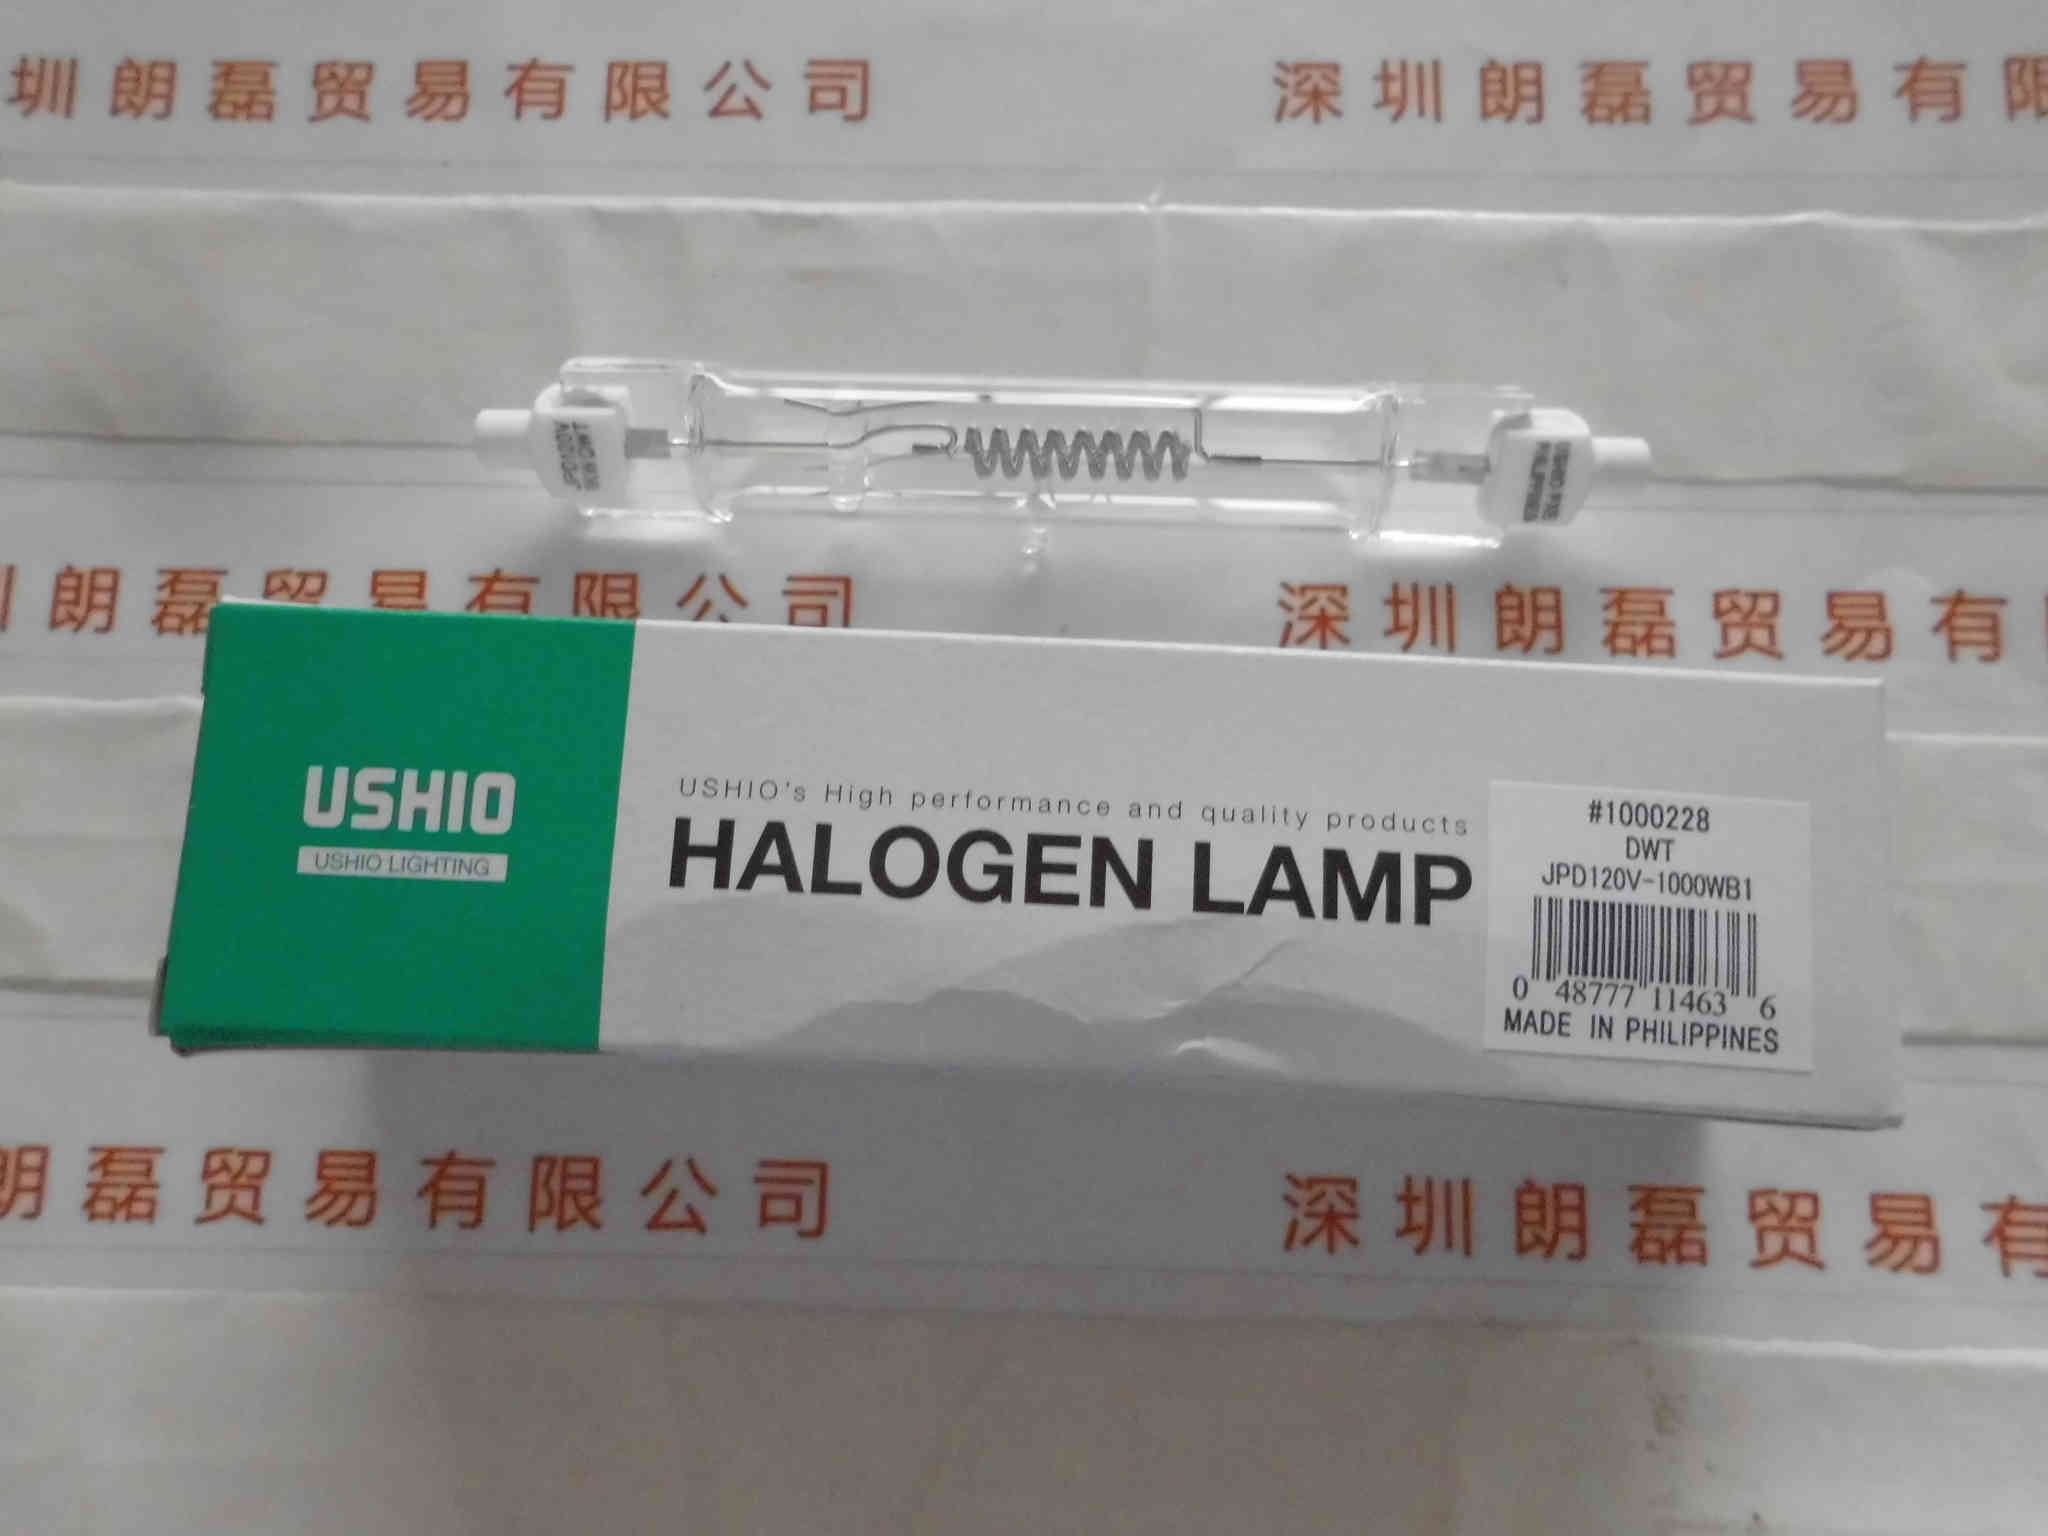 圳朗磊贸易有限公司
深圳朗磊贸易有限
JPD120V
PHILIPPINES
朗磊贸易有限公司
深圳朗磊贸易有
USHIO
USHIO LIGHTING
USHIO's High performance and quality products
HALOGEN LAMP
#1000228
DWT
JPD120V-1000WB1
0 48777 11463 6
MADE IN PHILIPPINES
朗磊贸易有限公司
深圳朗磊贸易有